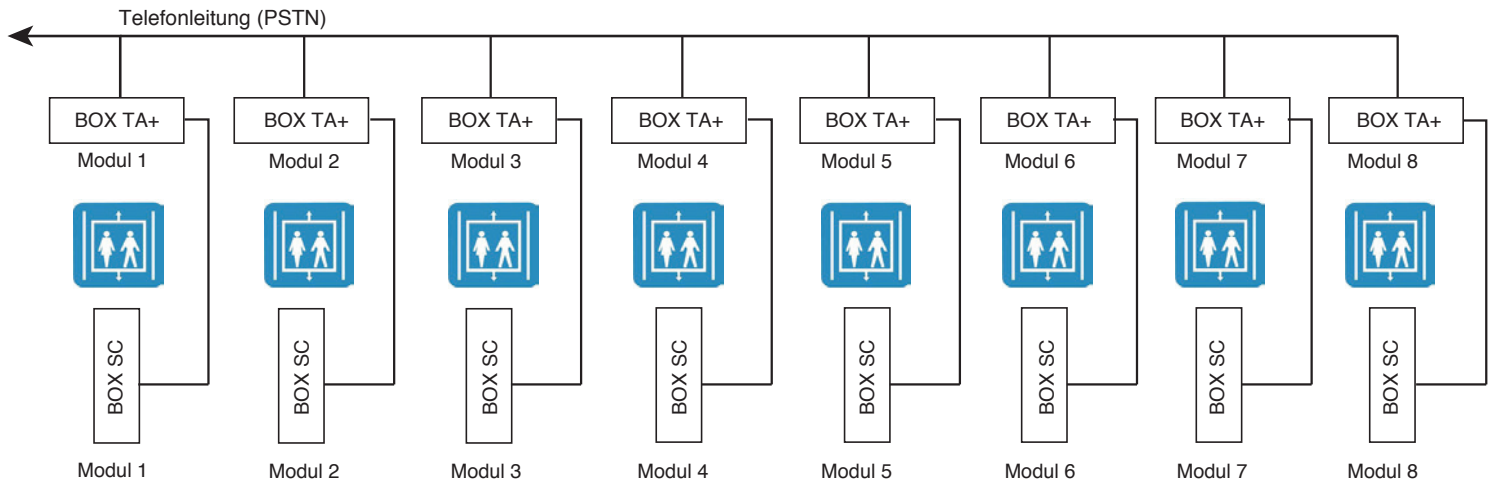 Telefonleitung (PSTN)
BOX TA+ BOX TA+ BOX TA+ BOX TA+ BOX TA+ BOX TA+ BOX TA+ BOX TA+
Modul 1 Modul 2 Modul 3 Modul 4 Modul 5 Modul 6 Modul 7 Modul 8
BOX SC BOX SC BOX SC BOX SC BOX SC BOX SC BOX SC BOX SC
Modul 1 Modul 2 Modul 3 Modul 4 Modul 5 Modul 6 Modul 7 Modul 8